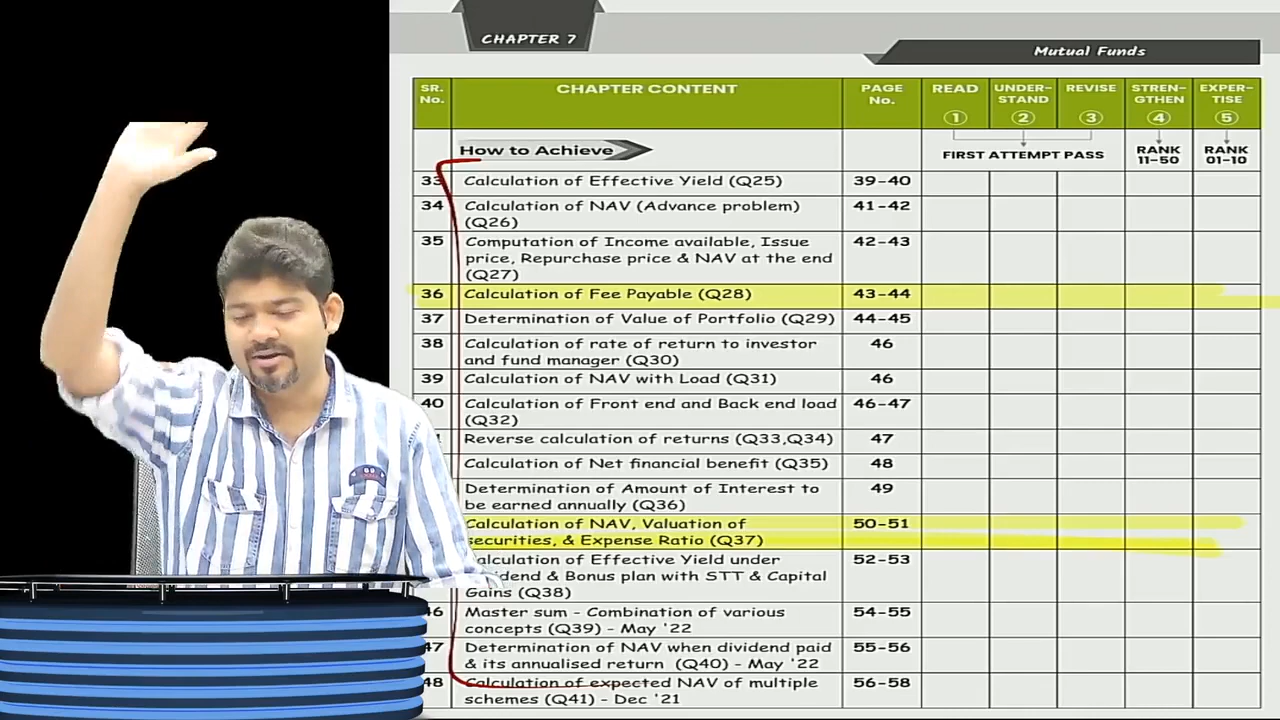 CHAPTER 7
Mutual Funds
SR. No. CHAPTER CONTENT PAGE No. READ ① UNDER-STAND ② REVISE ③ STREN-GTHEN ④ EXPER-TISE ⑤
How to Achieve FIRST ATTEMPT PASS RANK 11-50 RANK 01-10
33 Calculation of Effective Yield (Q25) 39-40
34 Calculation of NAV (Advance problem) 41-42
(Q26)
35 Computation of Income available, Issue 42-43
price, Repurchase price & NAV at the end
(Q27)
36 Calculation of Fee Payable (Q28) 43-44
37 Determination of Value of Portfolio (Q29) 44-45
38 Calculation of rate of return to investor 46
and fund manager (Q30)
39 Calculation of NAV with Load (Q31) 46
40 Calculation of Front end and Back end load 46-47
(Q32)
Reverse calculation of returns (Q33,Q34) 47
Calculation of Net financial benefit (Q35) 48
Determination of Amount of Interest to 49
be earned annually (Q36)
Calculation of NAV, Valuation of 50-51
securities, & Expense Ratio (Q37)
Calculation of Effective Yield under 52-53
& Bonus plan with STT & Capital
Gains (Q38)
46 Master sum - Combination of various 54-55
concepts (Q39) - May '22
47 Determination of NAV when dividend paid 55-56
& its annualised return (Q40) - May '22
48 Calculation of expected NAV of multiple 56-58
schemes (Q41) - Dec '21